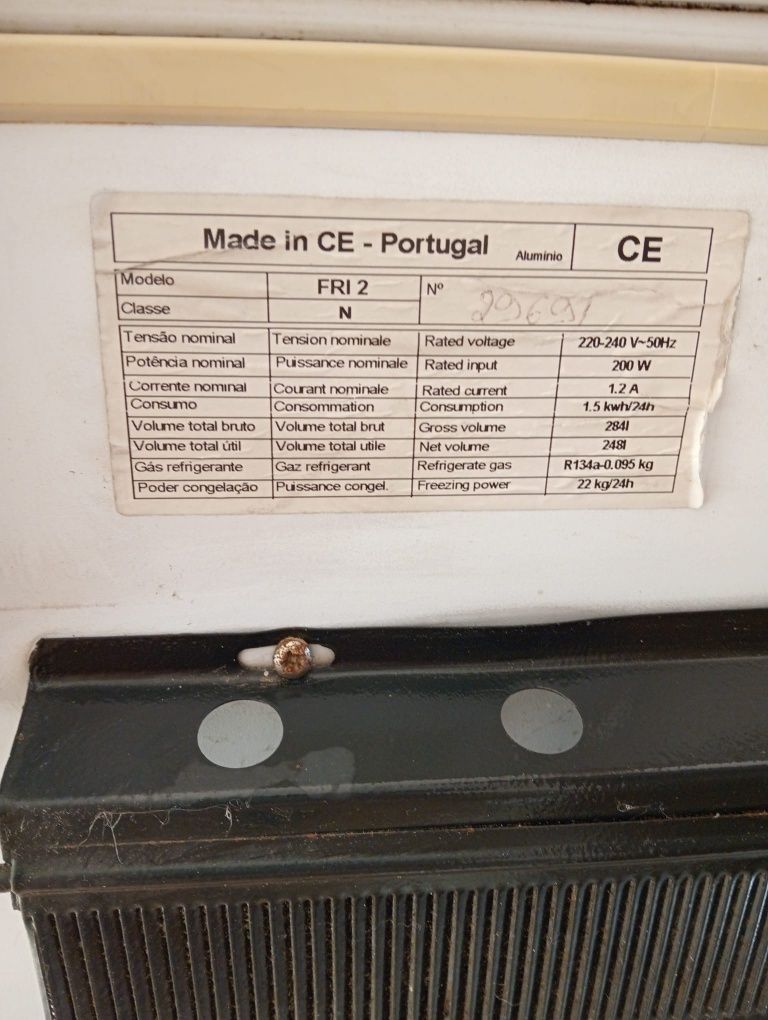 Made in CE - Portugal Aluminio CE
Modelo FRI 2 Nº 295691
Classe N
Tensão nominal Tension nominale Rated voltage 220-240 V~50Hz
Potência nominal Puissance nominale Rated input 200 W
Corrente nominal Courant nominale Rated current 1.2 A
Consumo Consommation Consumption 1.5 kwh/24h
Volume total bruto Volume total brut Gross volume 284l
Volume total útil Volume total utile Net volume 248l
Gás refrigerante Gaz refrigerant Refrigerate gas R134a-0.095 kg
Poder congelação Puissance congel. Freezing power 22 kg/24h